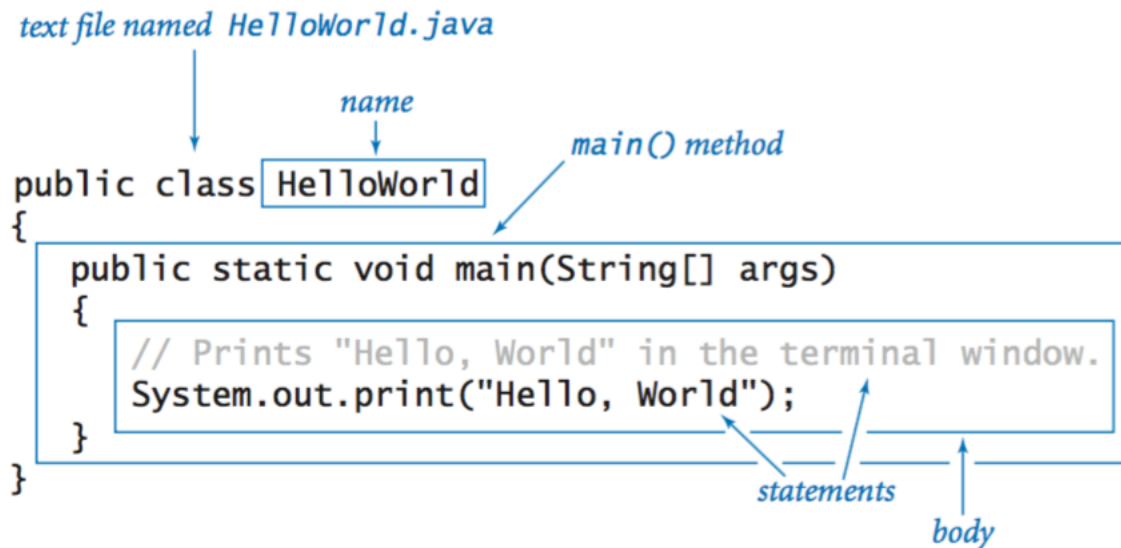 text file named HelloWorld.java
name
main() method
public class HelloWorld
{
public static void main(String[] args)
{
// Prints "Hello, World" in the terminal window.
System.out.print("Hello, World");
}
}
statements
body